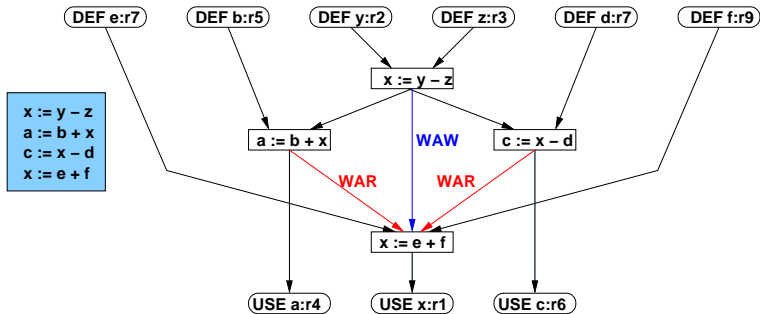 DEF e:r7 DEF b:r5 DEF y:r2 DEF z:r3 DEF d:r7 DEF f:r9
x := y – z
x := y – z
a := b + x
c := x – d
x := e + f
a := b + x WAW c := x – d
WAR WAR
x := e + f
USE a:r4 USE x:r1 USE c:r6